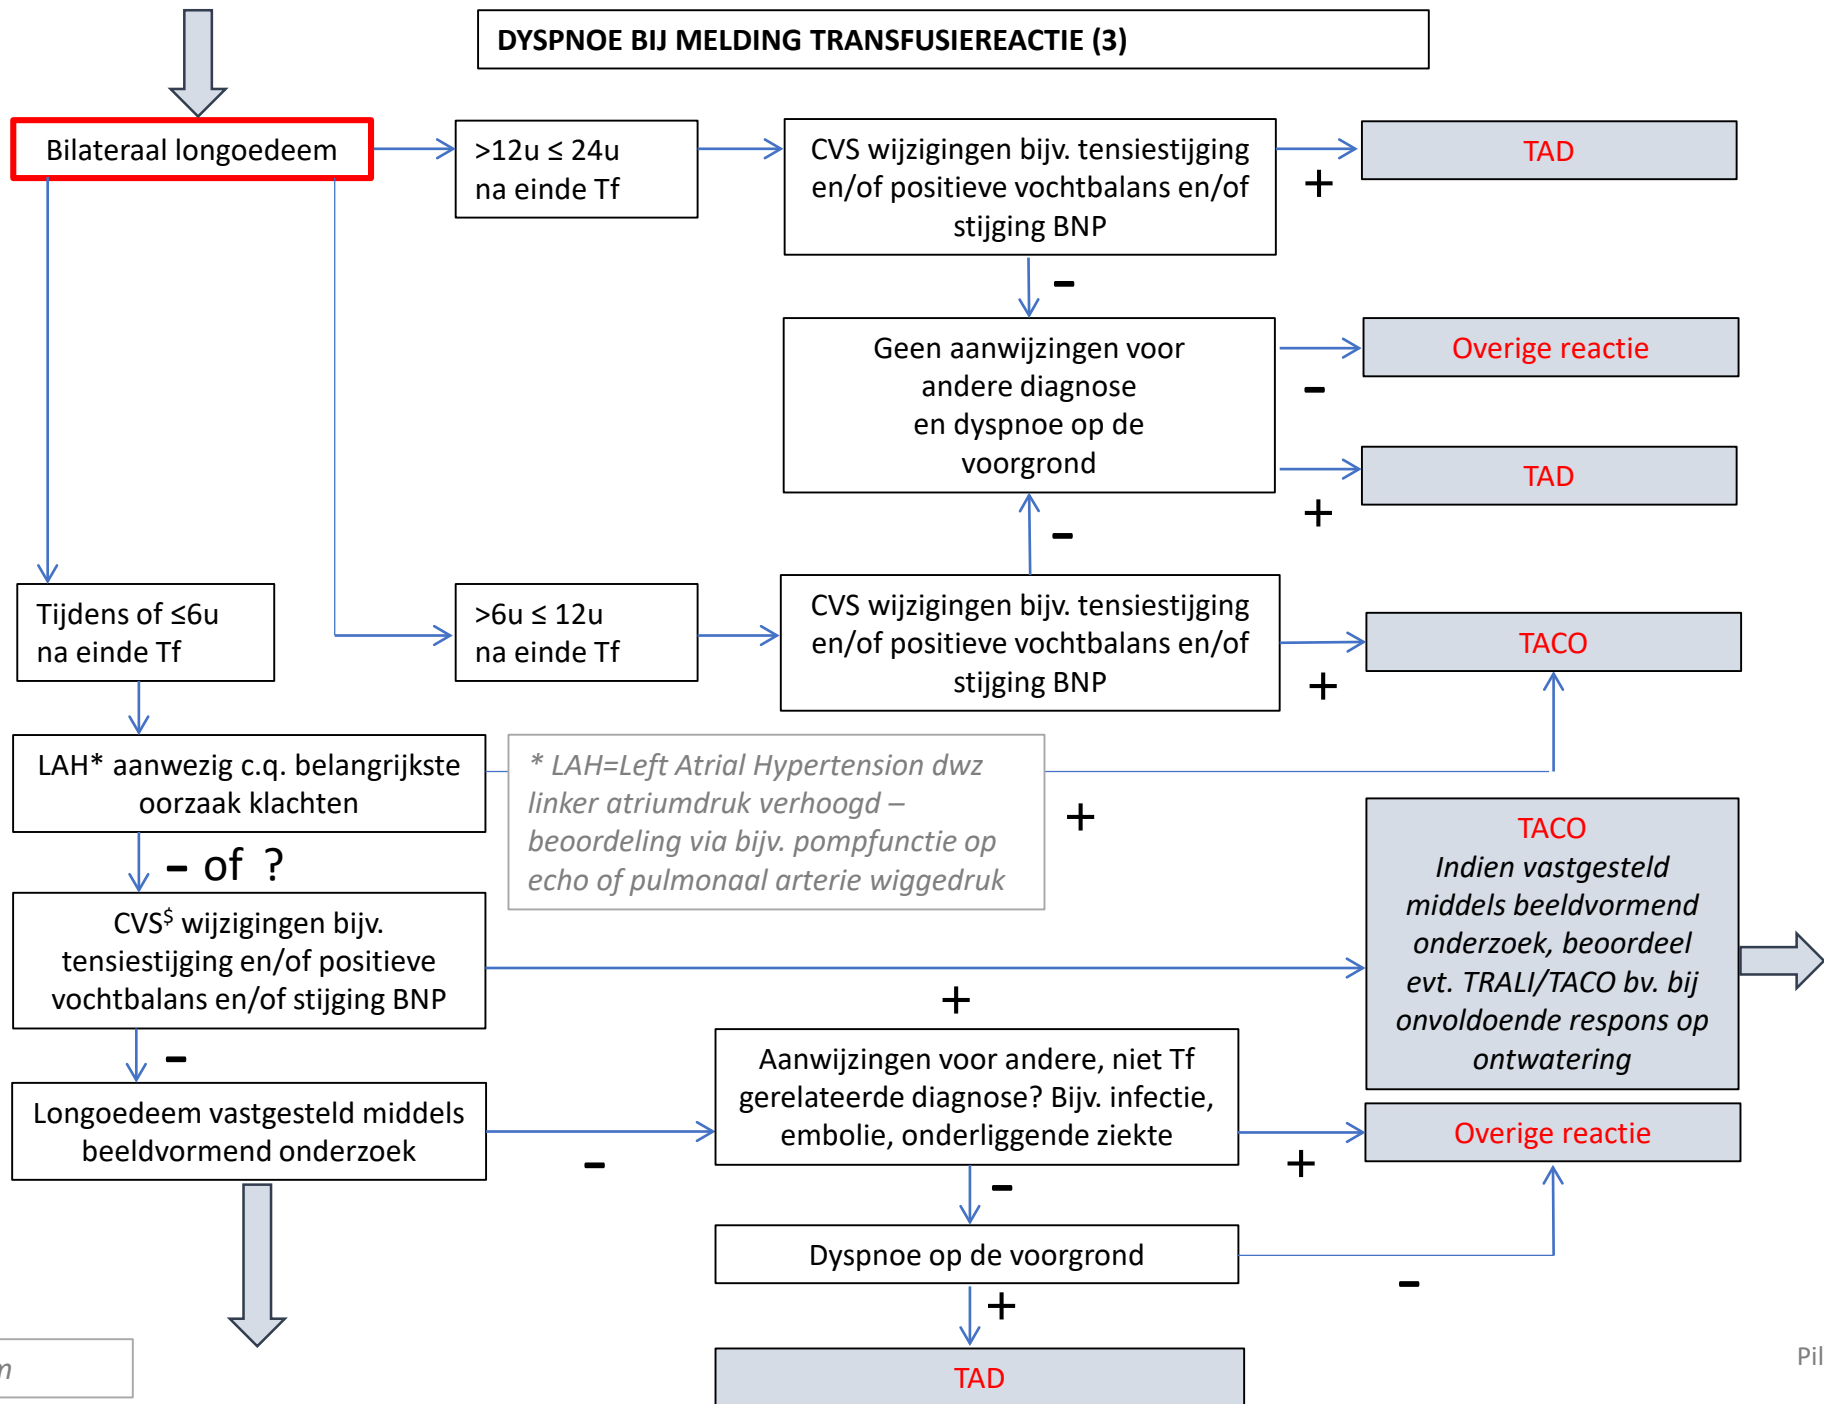 DYSPNOE BIJ MELDING TRANSFUSIEREACTIE (3)
Bilateraal longoedeem
>12u ≤ 24u
na einde Tf
CVS wijzigingen bijv. tensiestijging
en/of positieve vochtbalans en/of
stijging BNP
+
TAD
-
Geen aanwijzingen voor
andere diagnose
en dyspnoe op de
voorgrond
Overige reactie
-
TAD
+
-
Tijdens of ≤6u
na einde Tf
>6u ≤ 12u
na einde Tf
CVS wijzigingen bijv. tensiestijging
en/of positieve vochtbalans en/of
stijging BNP
+
TACO
LAH* aanwezig c.q. belangrijkste
oorzaak klachten
* LAH=Left Atrial Hypertension dwz
linker atriumdruk verhoogd –
beoordeling via bijv. pompfunctie op
echo of pulmonaal arterie wiggedruk
+
- of ?
CVS$ wijzigingen bijv.
tensiestijging en/of positieve
vochtbalans en/of stijging BNP
+
TACO
Indien vastgesteld
middels beeldvormend
onderzoek, beoordeel
evt. TRALI/TACO bv. bij
onvoldoende respons op
ontwatering
-
Longoedeem vastgesteld middels
beeldvormend onderzoek
-
Aanwijzingen voor andere, niet Tf
gerelateerde diagnose? Bijv. infectie,
embolie, onderliggende ziekte
+
Overige reactie
-
Dyspnoe op de voorgrond
-
+
TAD
Pil